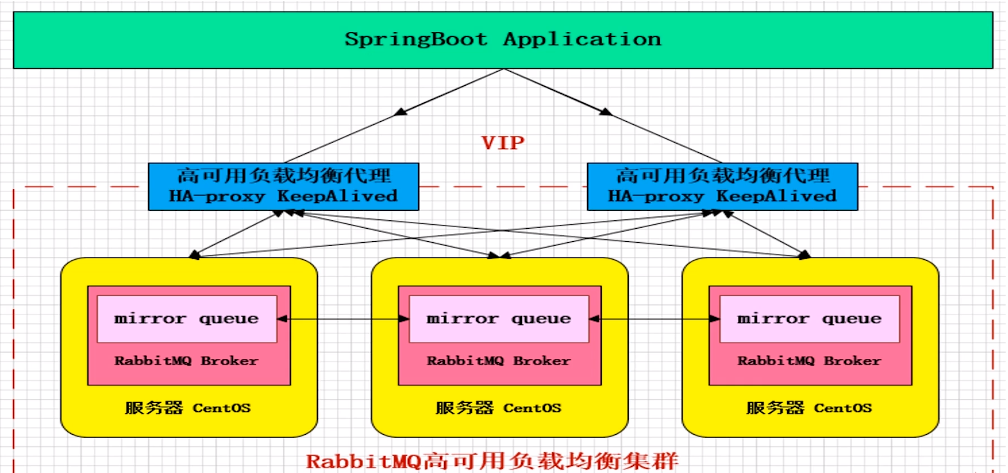 SpringBoot Application
VIP
高可用负载均衡代理
HA-proxy KeepAlived
高可用负载均衡代理
HA-proxy KeepAlived
mirror queue
RabbitMQ Broker
服务器 CentOS
mirror queue
RabbitMQ Broker
服务器 CentOS
mirror queue
RabbitMQ Broker
服务器 CentOS
RabbitMQ高可用负载均衡集群